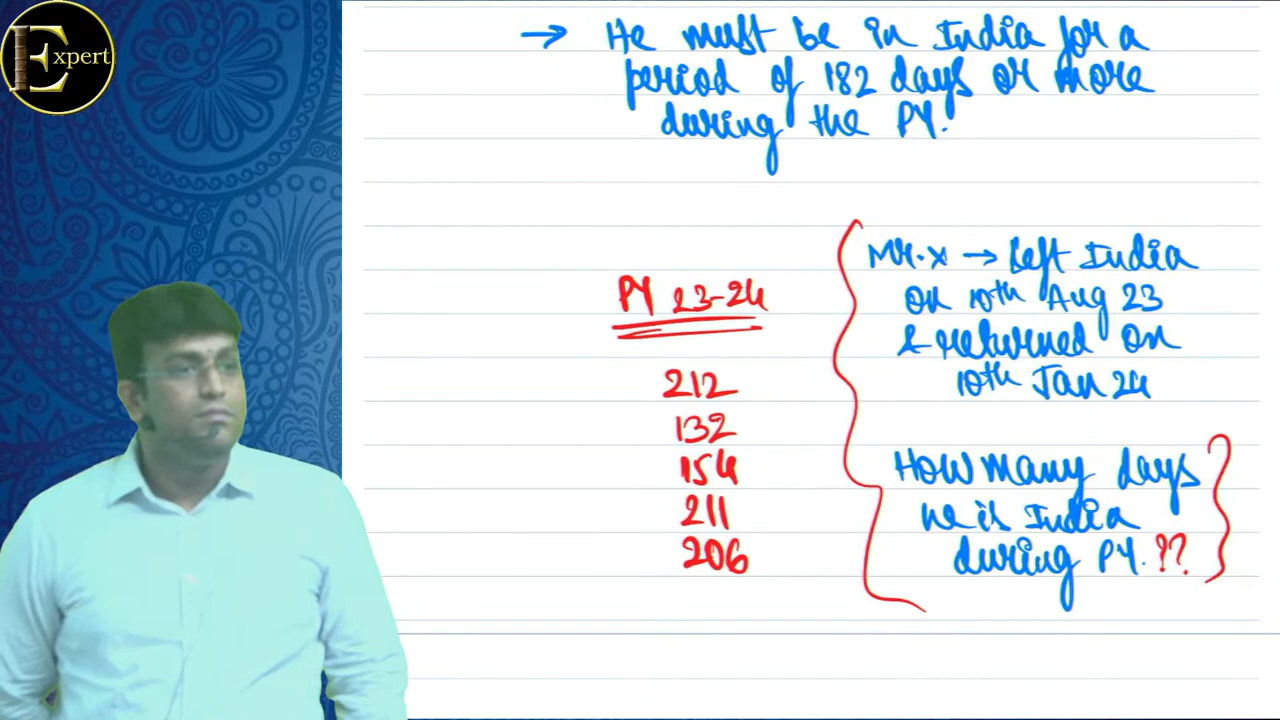 Expert
→ He must be in India for a
period of 182 days or more
during the PY.
PY 23-24
212
132
154
211
206
Mr. X → Left India
on 10th Aug 23
& returned on
10th Jan 24
How many days
he is India
during PY. ??